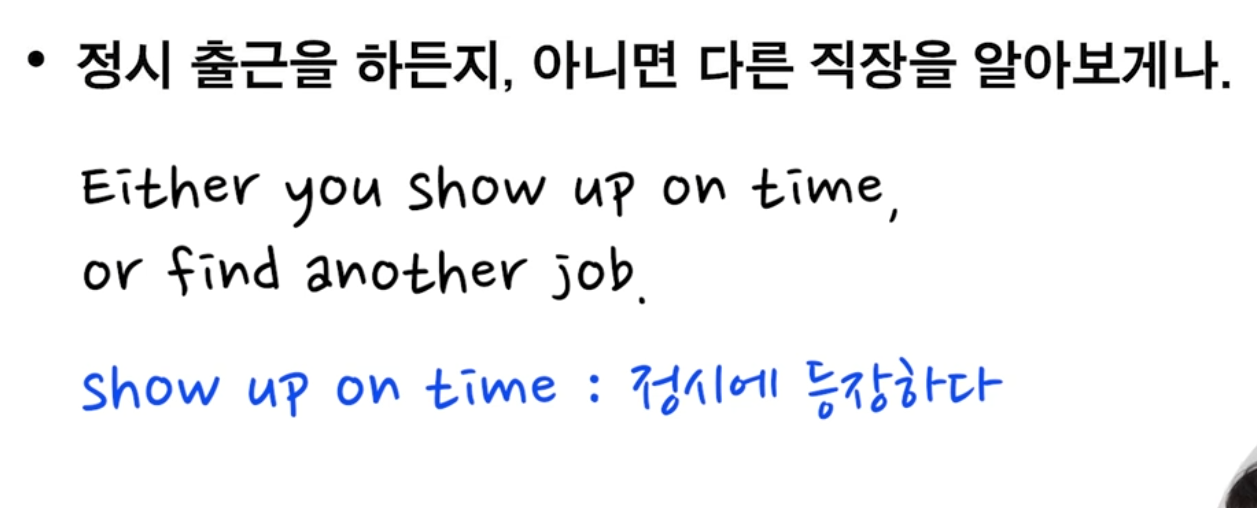 • 정시 출근을 하든지, 아니면 다른 직장을 알아보게나.
Either you show up on time,
or find another job.
show up on time : 정시에 등장하다